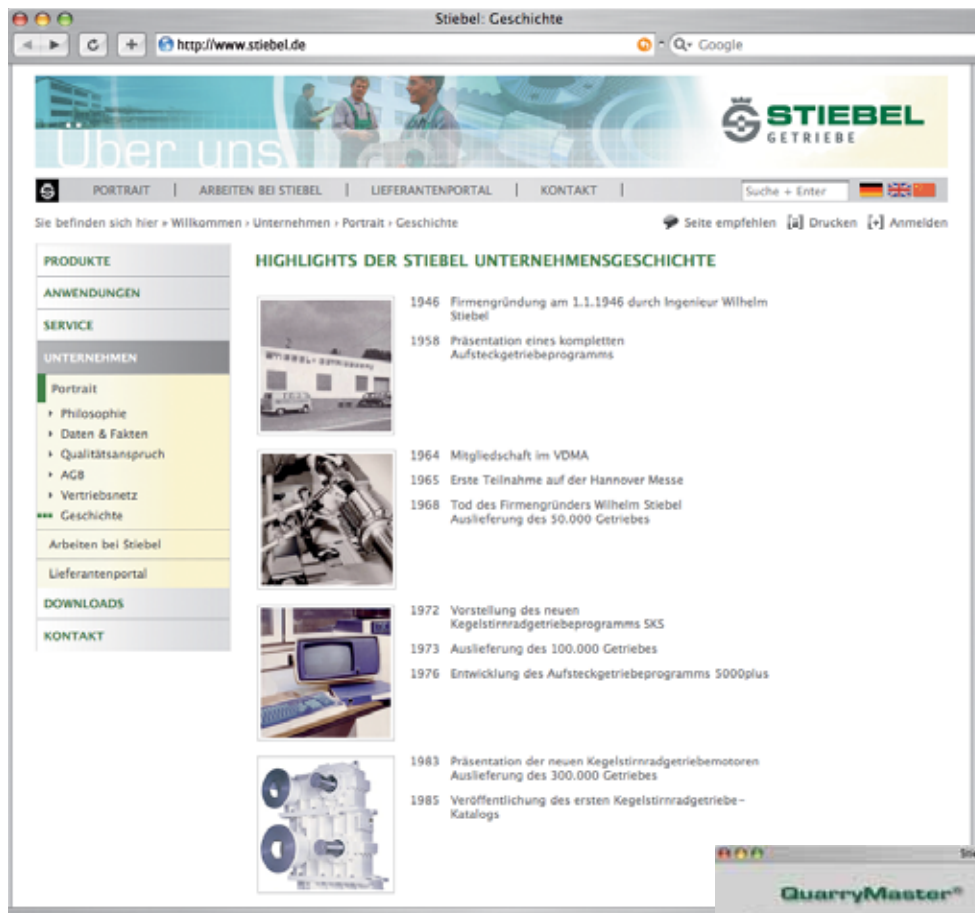 Stiebel: Geschichte
http://www.stiebel.de
Google
Über uns
STIEBEL
GETRIEBE
PORTRAIT | ARBEITEN BEI STIEBEL | LIEFERANTENPORTAL | KONTAKT |
Suche + Enter
Sie befinden sich hier » Willkommen › Unternehmen › Portrait › Geschichte
Seite empfehlen [a] Drucken [+] Anmelden
PRODUKTE
ANWENDUNGEN
SERVICE
UNTERNEHMEN
Portrait
Philosophie
Daten & Fakten
Qualitätsanspruch
AGB
Vertriebsnetz
Geschichte
Arbeiten bei Stiebel
Lieferantenportal
DOWNLOADS
KONTAKT
HIGHLIGHTS DER STIEBEL UNTERNEHMENSGESCHICHTE
1946 Firmengründung am 1.1.1946 durch Ingenieur Wilhelm
Stiebel
1958 Präsentation eines kompletten
Aufsteckgetriebeprogramms
1964 Mitgliedschaft im VDMA
1965 Erste Teilnahme auf der Hannover Messe
1968 Tod des Firmengründers Wilhelm Stiebel
Auslieferung des 50.000 Getriebes
1972 Vorstellung des neuen
Kegelstirnradgetriebeprogramms SKS
1973 Auslieferung des 100.000 Getriebes
1976 Entwicklung des Aufsteckgetriebeprogramms 5000plus
1983 Präsentation der neuen Kegelstirnradgetriebemotoren
Auslieferung des 300.000 Getriebes
1985 Veröffentlichung des ersten Kegelstirnradgetriebe-
Katalogs
QuarryMaster®